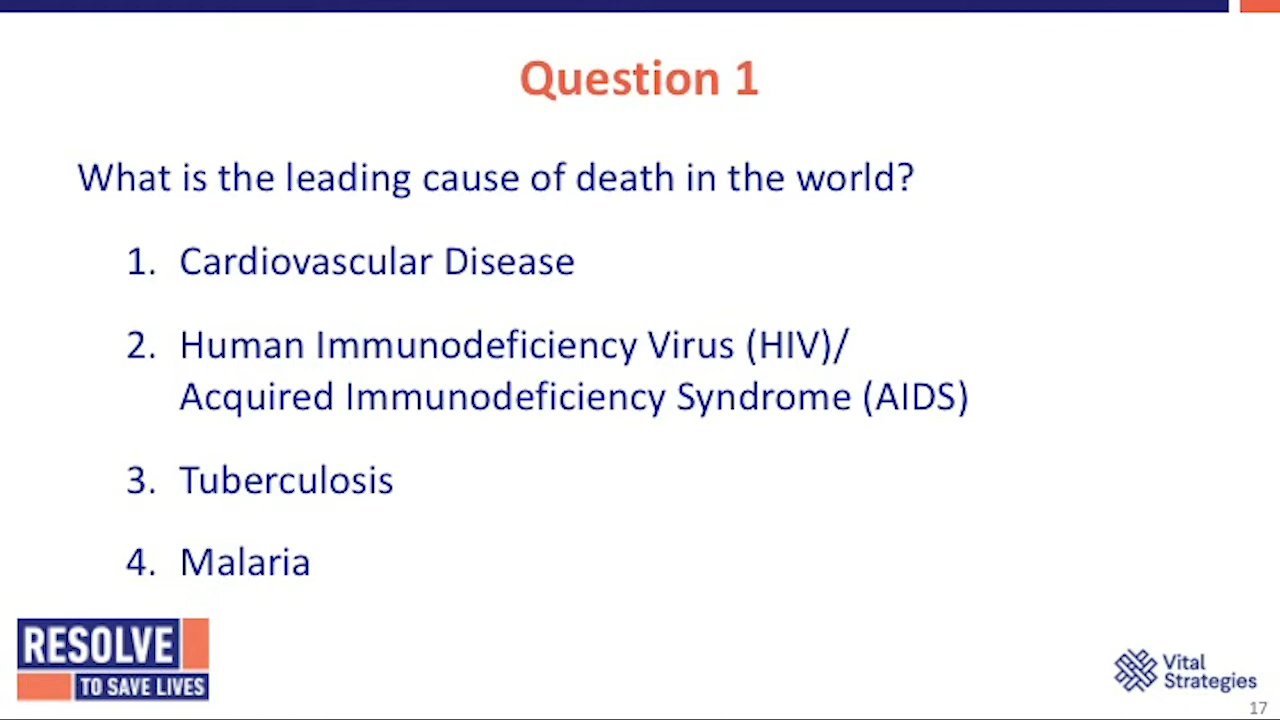 Question 1
What is the leading cause of death in the world?
1. Cardiovascular Disease
2. Human Immunodeficiency Virus (HIV)/
Acquired Immunodeficiency Syndrome (AIDS)
3. Tuberculosis
4. Malaria
RESOLVE
TO SAVE LIVES
Vital
Strategies
17